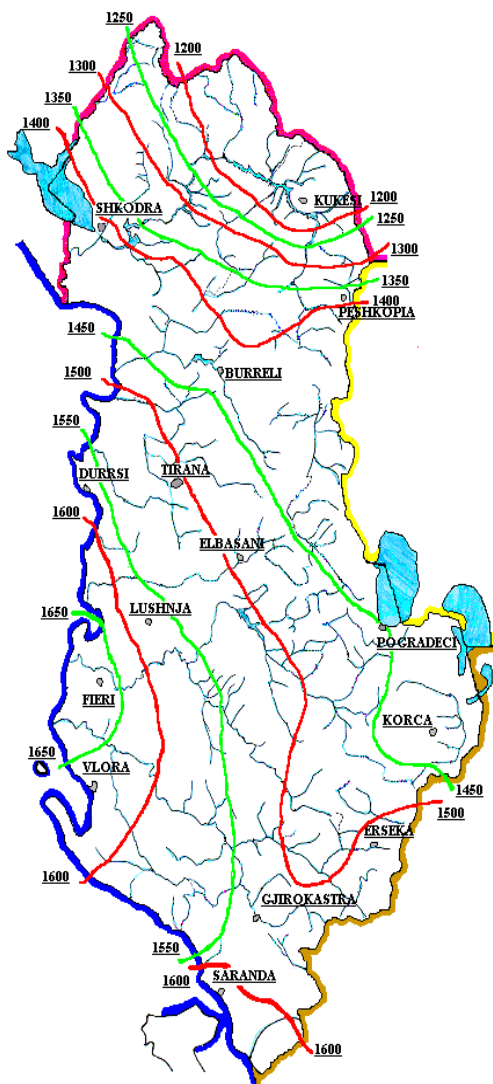 1250
1200
1300
1350
1400
SHKODRA
KUKESI
1200
1250
1300
1350
1400
PESHKOPIA
1450
BURRELI
1500
1550
DURRSI
TIRANA
1600
ELBASANI
LUSHNJA
1650
POGRADECI
FIERI
KORCA
1650
VLORA
1450
1500
ERSEKA
1600
GJIROKASTRA
1550
1600
SARANDA
1600